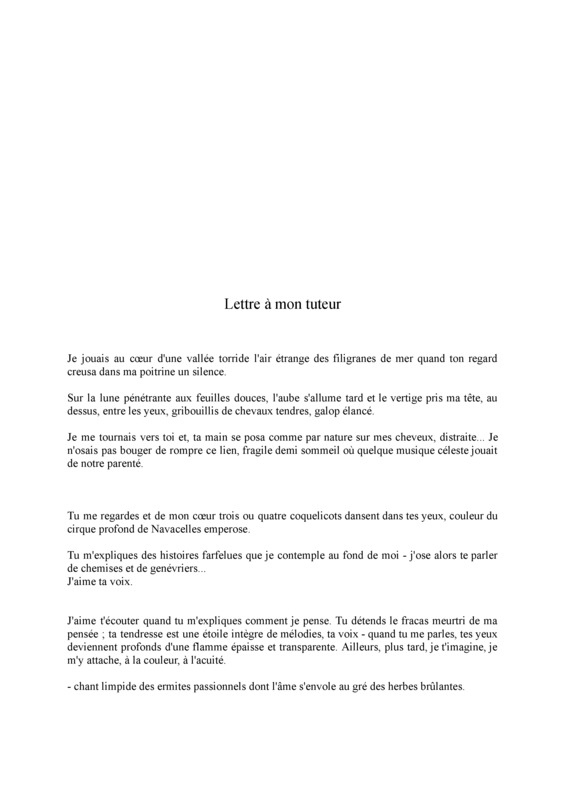 Lettre à mon tuteur
Je jouais au cœur d'une vallée torride l'air étrange des filigranes de mer quand ton regard
creusa dans ma poitrine un silence.
Sur la lune pénétrante aux feuilles douces, l'aube s'allume tard et le vertige pris ma tête, au
dessus, entre les yeux, gribouillis de chevaux tendres, galop élancé.
Je me tournais vers toi et, ta main se posa comme par nature sur mes cheveux, distraite... Je
n'osais pas bouger de rompre ce lien, fragile demi sommeil où quelque musique céleste jouait
de notre parenté.
Tu me regardes et de mon cœur trois ou quatre coquelicots dansent dans tes yeux, couleur du
cirque profond de Navacelles emperose.
Tu m'expliques des histoires farfelues que je contemple au fond de moi - j'ose alors te parler
de chemises et de genévriers...
J'aime ta voix.
J'aime t'écouter quand tu m'expliques comment je pense. Tu détends le fracas meurtri de ma
pensée ; ta tendresse est une étoile intègre de mélodies, ta voix - quand tu me parles, tes yeux
deviennent profonds d'une flamme épaisse et transparente. Ailleurs, plus tard, je t'imagine, je
m'y attache, à la couleur, à l'acuité.
- chant limpide des ermites passionnels dont l'âme s'envole au gré des herbes brûlantes.